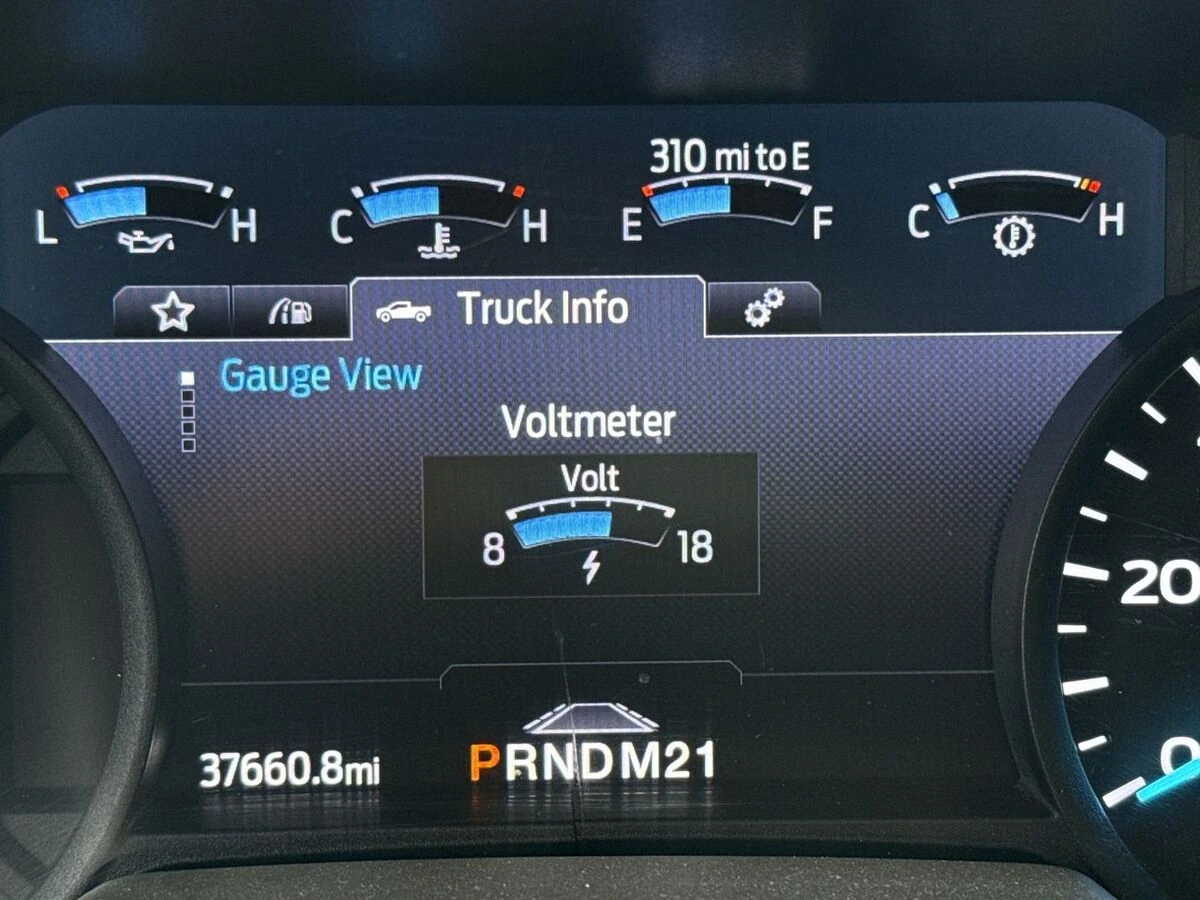 310 mi to E
L H C H E F C H
Truck Info
Gauge View
Voltmeter
Volt
8 18
20
37660.8mi PRNDM21
0